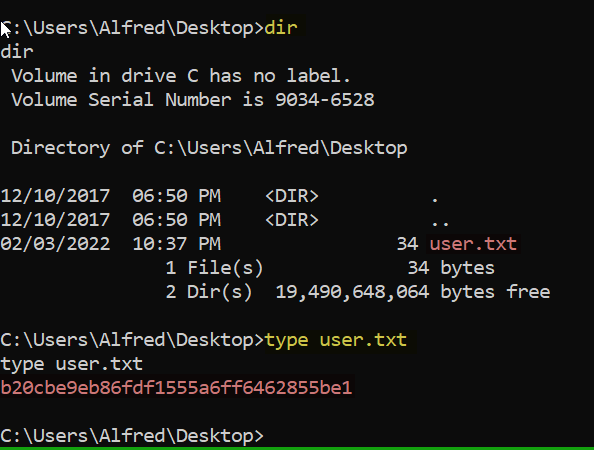 C:\Users\Alfred\Desktop>dir
dir
 Volume in drive C has no label.
 Volume Serial Number is 9034-6528
 Directory of C:\Users\Alfred\Desktop
12/10/2017  06:50 PM    <DIR>          .
12/10/2017  06:50 PM    <DIR>          ..
02/03/2022  10:37 PM                34 user.txt
               1 File(s)             34 bytes
               2 Dir(s)  19,490,648,064 bytes free
C:\Users\Alfred\Desktop>type user.txt
type user.txt
b20cbe9eb86fdf1555a6ff6462855be1
C:\Users\Alfred\Desktop>